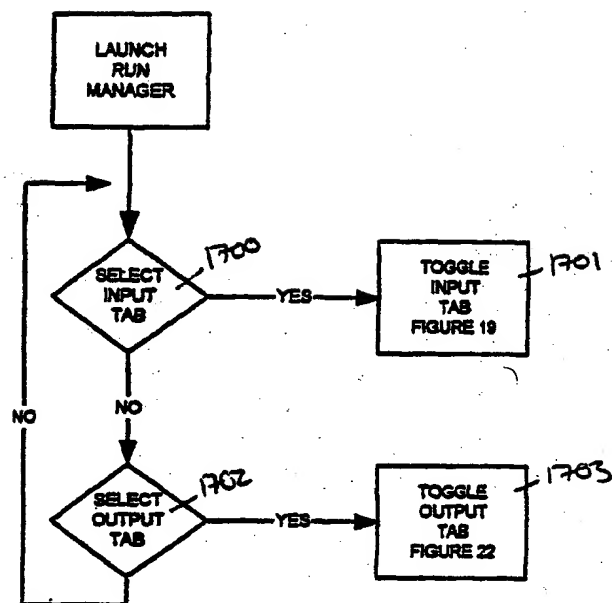 LAUNCH
RUN
MANAGER
1700
SELECT
INPUT
TAB
YES
TOGGLE
INPUT
TAB
FIGURE 19
1701
NO
NO
1702
SELECT
OUTPUT
TAB
YES
TOGGLE
OUTPUT
TAB
FIGURE 22
1703